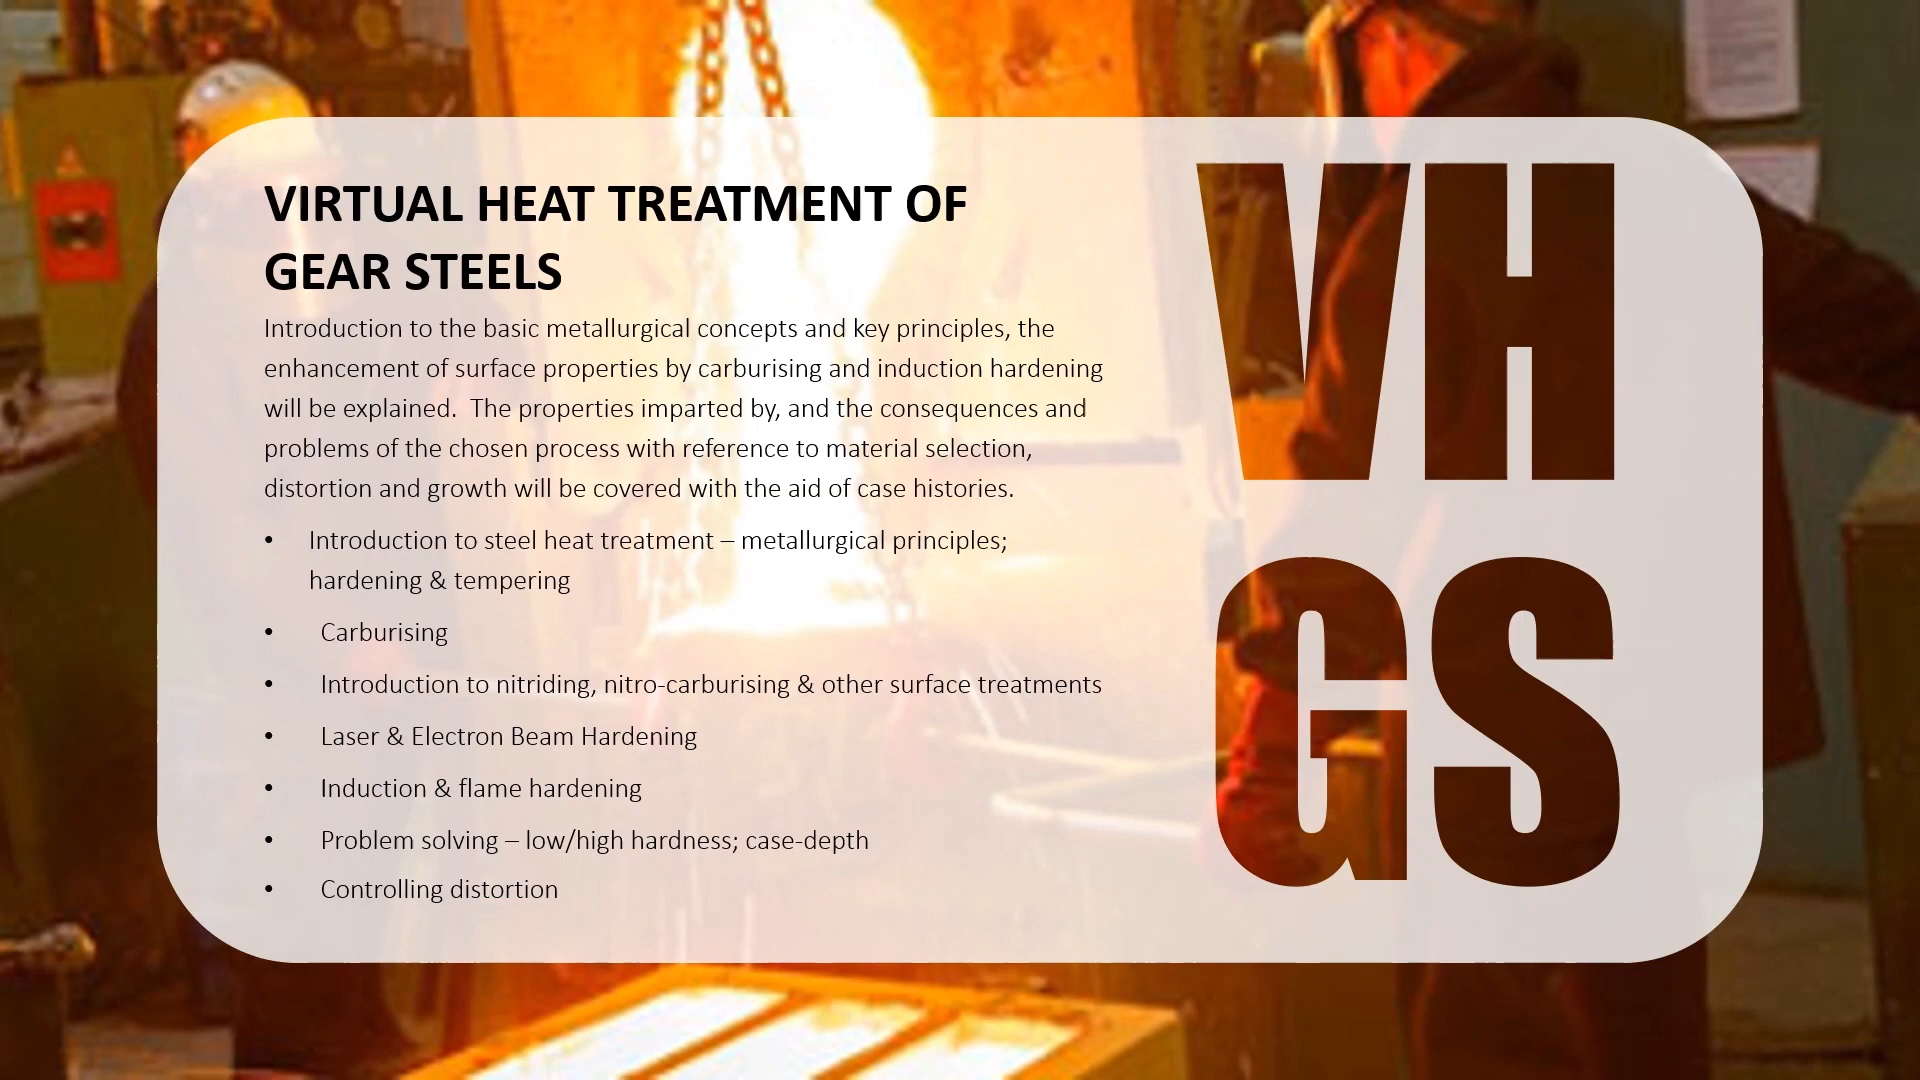 VIRTUAL HEAT TREATMENT OF
GEAR STEELS
Introduction to the basic metallurgical concepts and key principles, the
enhancement of surface properties by carburising and induction hardening
will be explained.  The properties imparted by, and the consequences and
problems of the chosen process with reference to material selection,
distortion and growth will be covered with the aid of case histories.
• Introduction to steel heat treatment – metallurgical principles;
hardening & tempering
• Carburising
• Introduction to nitriding, nitro-carburising & other surface treatments
• Laser & Electron Beam Hardening
• Induction & flame hardening
• Problem solving – low/high hardness; case-depth
• Controlling distortion
VH
GS